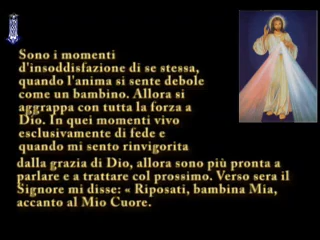 Sono i momenti
d'insoddisfazione di se stessa,
quando l'anima si sente debole
come un bambino. Allora si
aggrappa con tutta la forza a
Dio. In quei momenti vivo
esclusivamente di fede e
quando mi sento rinvigorita
dalla grazia di Dio, allora sono più pronta a
parlare e a trattare col prossimo. Verso sera il
Signore mi disse: « Riposati, bambina Mia,
accanto al Mio Cuore.